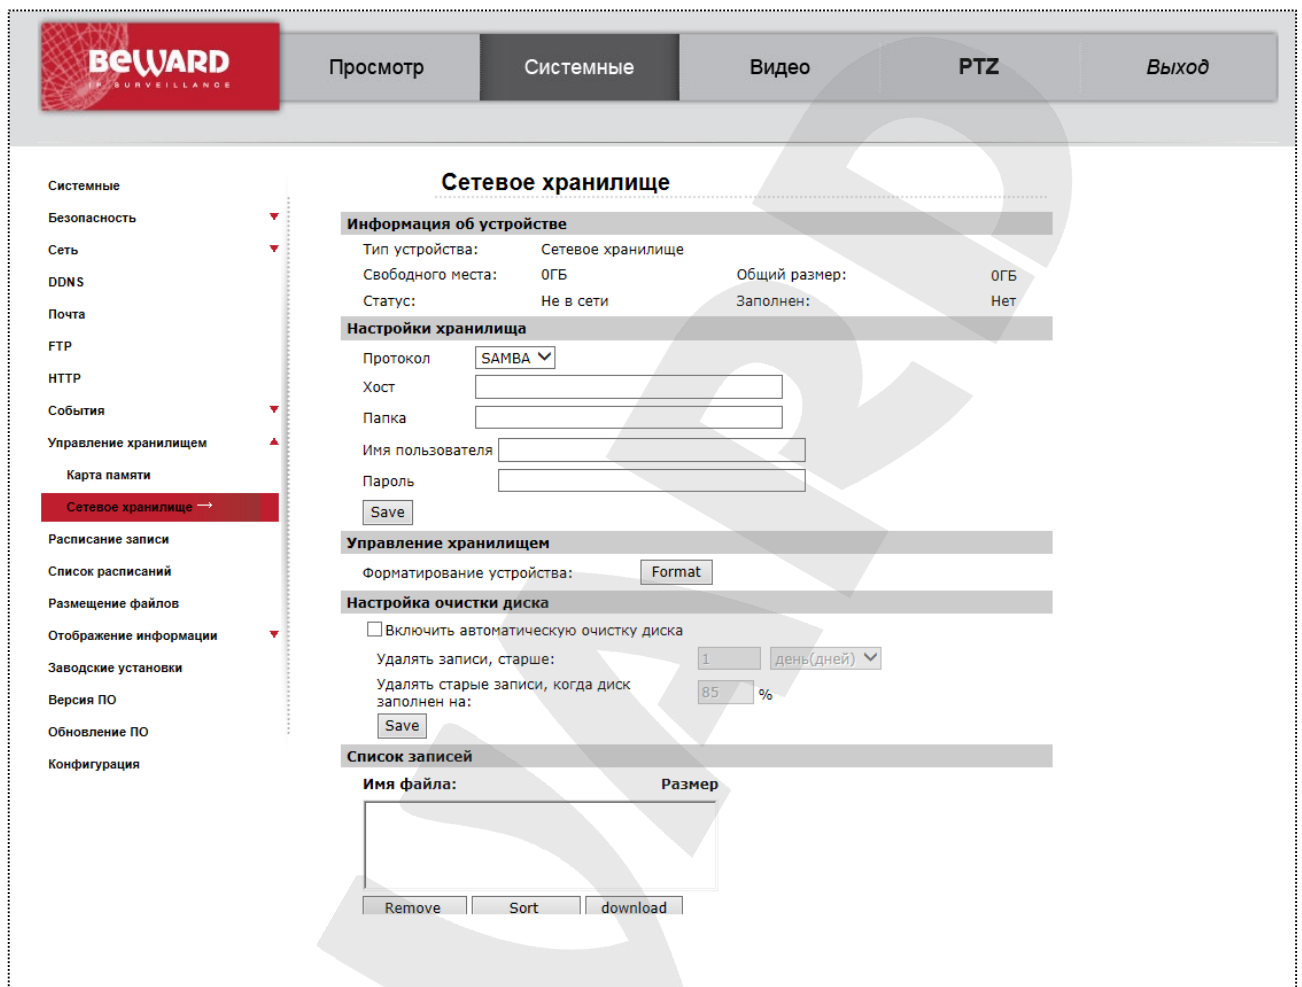 BEWARD
IP SURVEILLANCE
Просмотр
Системные
Видео
PTZ
Выход
Системные
Безопасность
Сеть
DDNS
Почта
FTP
HTTP
События
Управление хранилищем
Карта памяти
Сетевое хранилище →
Расписание записи
Список расписаний
Размещение файлов
Отображение информации
Заводские установки
Версия ПО
Обновление ПО
Конфигурация
Сетевое хранилище
Информация об устройстве
Тип устройства: Сетевое хранилище
Свободного места: 0ГБ Общий размер: 0ГБ
Статус: Не в сети Заполнен: Нет
Настройки хранилища
Протокол SAMBA
Хост
Папка
Имя пользователя
Пароль
Save
Управление хранилищем
Форматирование устройства: Format
Настройка очистки диска
Включить автоматическую очистку диска
Удалять записи, старше: 1 день(дней)
Удалять старые записи, когда диск
заполнен на: 85 %
Save
Список записей
Имя файла: Размер
Remove Sort download